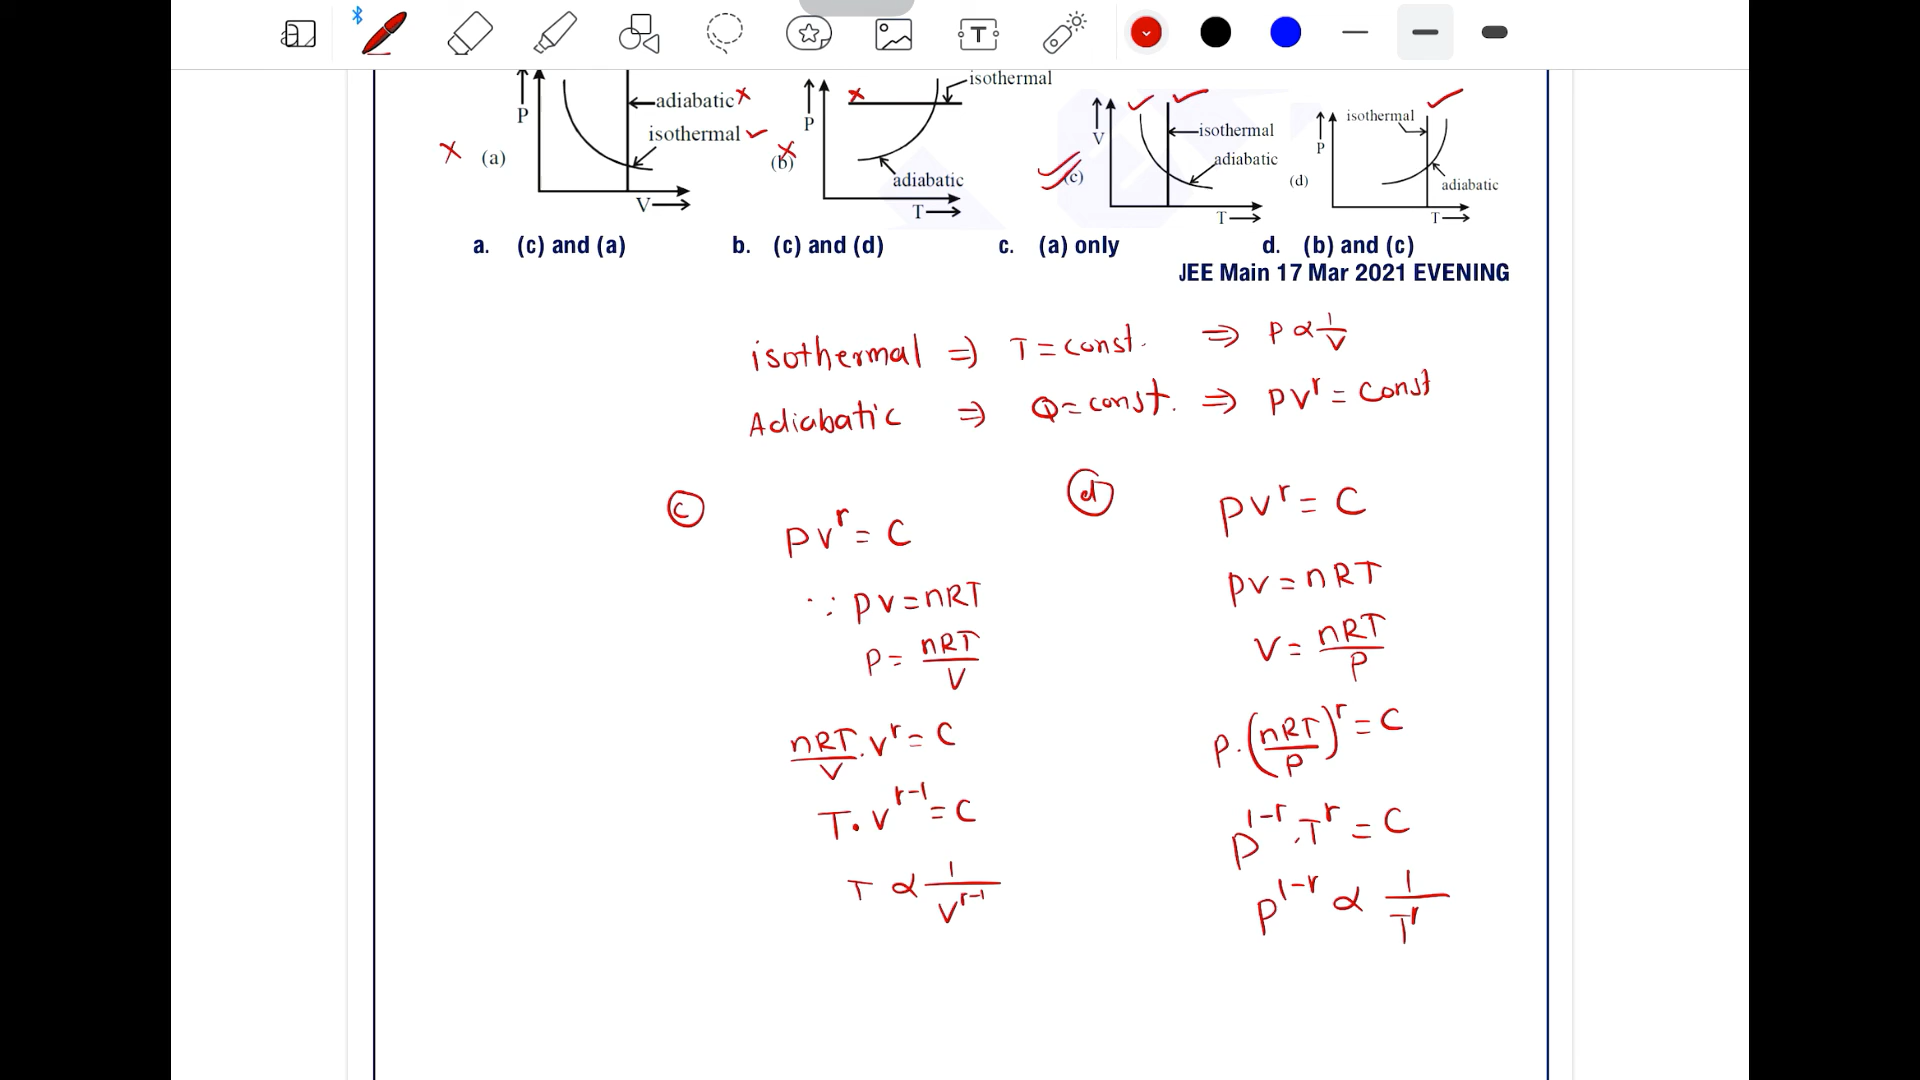 P
adiabatic ×
isothermal ✓
× (a)
V
isothermal
×
P
× (b)
adiabatic
T
✓ ✓
V
isothermal
adiabatic
(c)
T
✓
isothermal
P
(d)
adiabatic
T
a. (c) and (a) b. (c) and (d) c. (a) only d. (b) and (c)
JEE Main 17 Mar 2021 EVENING
isothermal ⇒ T = const. ⇒ P ∝ 1/V
Adiabatic ⇒ Q = const. ⇒ PV^r = const
(c)
PV^r = C
∵ PV = nRT
P = nRT/V
nRT/V . V^r = C
T . V^(r-1) = C
T ∝ 1/V^(r-1)
(d)
PV^r = C
PV = nRT
V = nRT/P
P . (nRT/P)^r = C
P^(1-r) . T^r = C
P^(1-r) ∝ 1/T^r